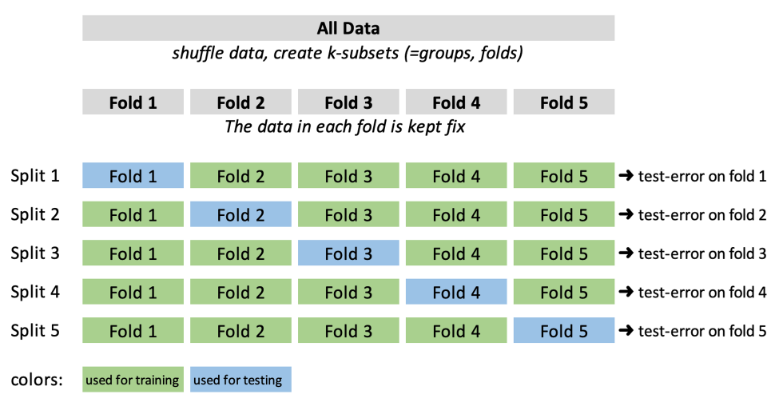 All Data
shuffle data, create k-subsets (=groups, folds)
Fold 1 Fold 2 Fold 3 Fold 4 Fold 5
The data in each fold is kept fix
Split 1 Fold 1 Fold 2 Fold 3 Fold 4 Fold 5 ➔ test-error on fold 1
Split 2 Fold 1 Fold 2 Fold 3 Fold 4 Fold 5 ➔ test-error on fold 2
Split 3 Fold 1 Fold 2 Fold 3 Fold 4 Fold 5 ➔ test-error on fold 3
Split 4 Fold 1 Fold 2 Fold 3 Fold 4 Fold 5 ➔ test-error on fold 4
Split 5 Fold 1 Fold 2 Fold 3 Fold 4 Fold 5 ➔ test-error on fold 5
colors: used for training used for testing